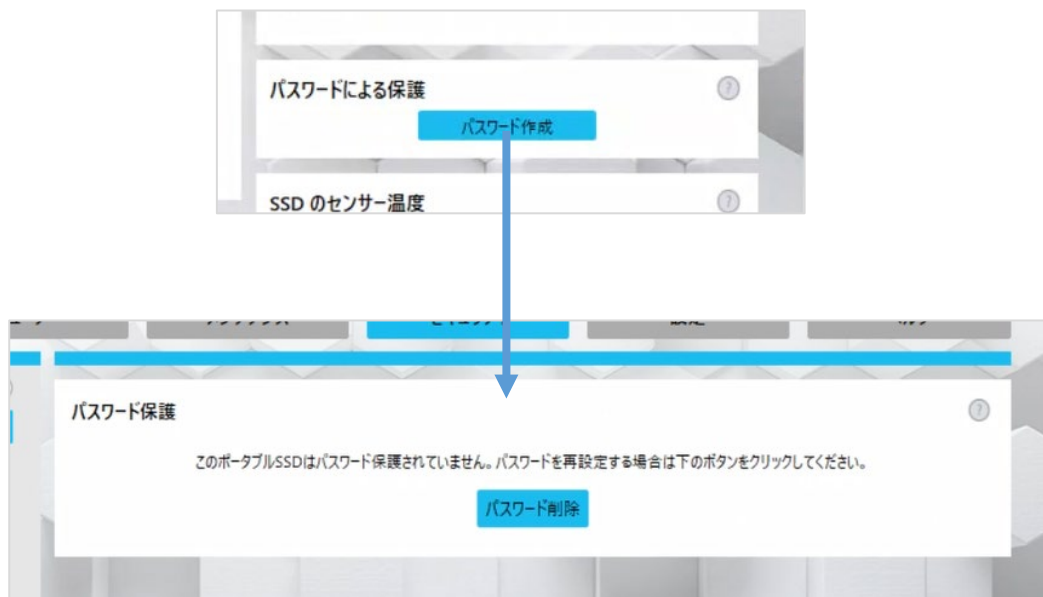 パスワードによる保護
?
パスワード作成
SSD のセンサー温度
?
パスワード保護
?
このポータブルSSDはパスワード保護されていません。パスワードを再設定する場合は下のボタンをクリックしてください。
パスワード削除